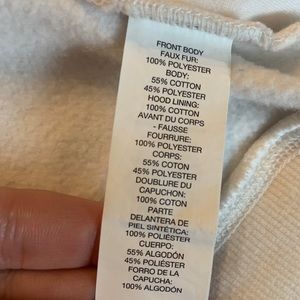 FRONT BODY
FAUX FUR:
100% POLYESTER
BODY:
55% COTTON
45% POLYESTER
HOOD LINING:
100% COTTON
AVANT DU CORPS
- FAUSSE
FOURRURE:
100% POLYESTER
CORPS:
55% COTON
45% POLYESTER
DOUBLURE DU
CAPUCHON:
100% COTON
PARTE
DELANTERA DE
PIEL SINTÉTICA:
100% POLIÉSTER
CUERPO:
55% ALGODÓN
45% POLIÉSTER
FORRO DE LA
CAPUCHA:
100% ALGODÓN